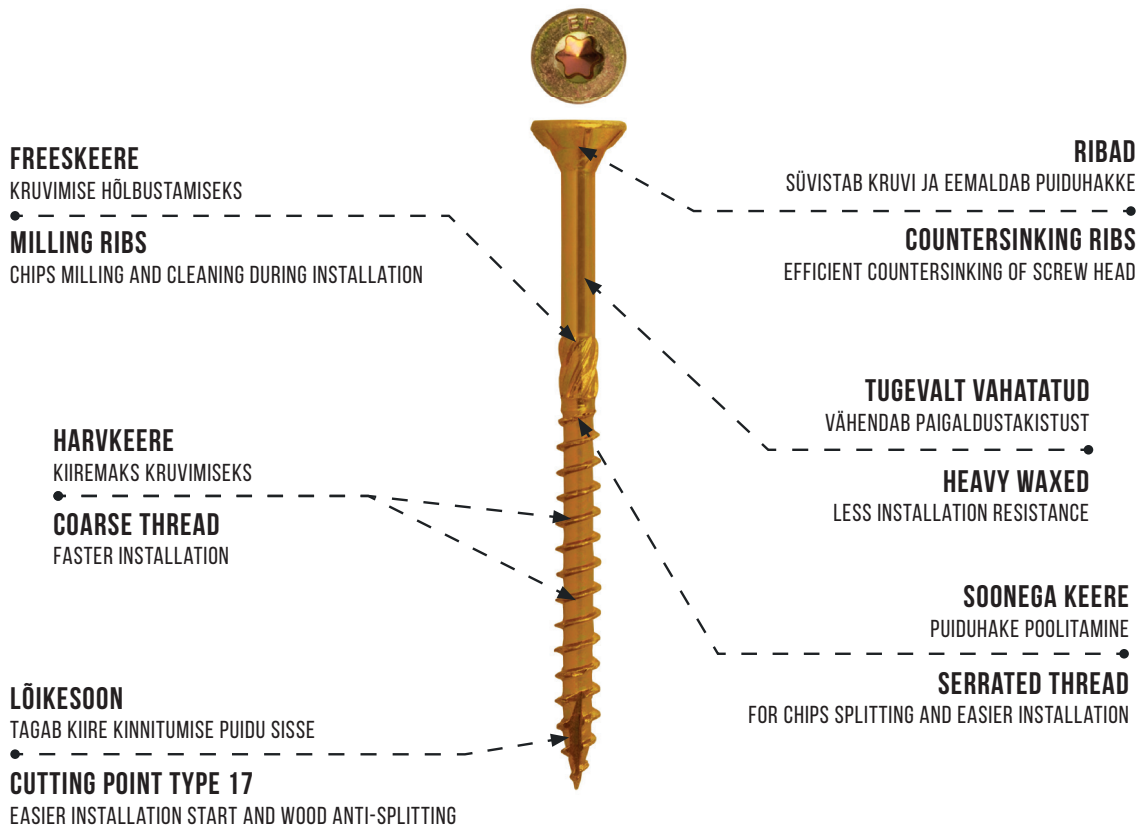 EF
FREESKEERE
KRUVIMISE HÕLBUSTAMISEKS
MILLING RIBS
CHIPS MILLING AND CLEANING DURING INSTALLATION
RIBAD
SÜVISTAB KRUVI JA EEMALDAB PUIDUHAKKE
COUNTERSINKING RIBS
EFFICIENT COUNTERSINKING OF SCREW HEAD
TUGEVALT VAHATATUD
VÄHENDAB PAIGALDUSTAKISTUST
HEAVY WAXED
LESS INSTALLATION RESISTANCE
HARVKEERE
KIIREMAKS KRUVIMISEKS
COARSE THREAD
FASTER INSTALLATION
SOONEGA KEERE
PUIDUHAKE POOLITAMINE
SERRATED THREAD
FOR CHIPS SPLITTING AND EASIER INSTALLATION
LÕIKESOON
TAGAB KIIRE KINNITUMISE PUIDU SISSE
CUTTING POINT TYPE 17
EASIER INSTALLATION START AND WOOD ANTI-SPLITTING